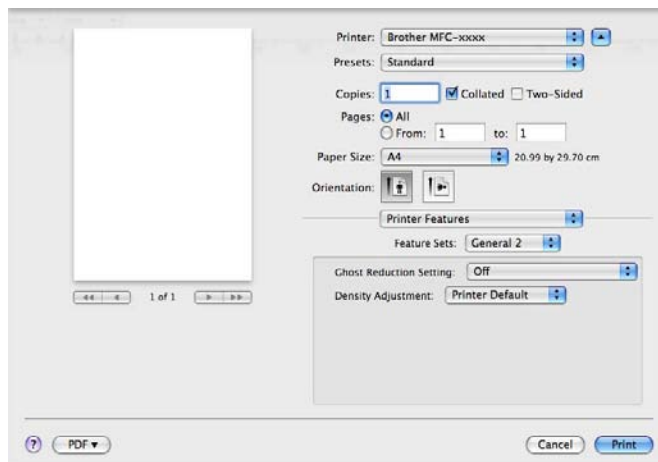 Printer: Brother MFC-xxxx
Presets: Standard
Copies: 1 Collated Two-Sided
Pages: All
From: 1 to: 1
Paper Size: A4 20.99 by 29.70 cm
Orientation:
Printer Features
Feature Sets: General 2
Ghost Reduction Setting: Off
Density Adjustment: Printer Default
1 of 1
? PDF Cancel Print